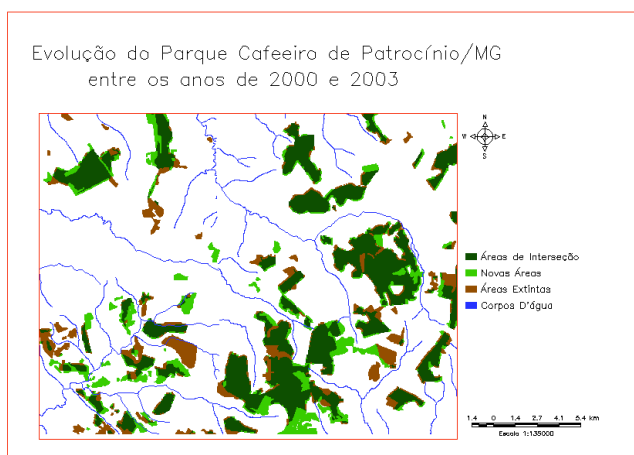 Evolução do Parque Cafeeiro de Patrocínio/MG
entre os anos de 2000 e 2003
N
W E
S
Áreas de Interseção
Novas Áreas
Áreas Extintas
Corpos D'água
1.4 0 1.4 2.7 4.1 5.4 km
Escala 1:135000